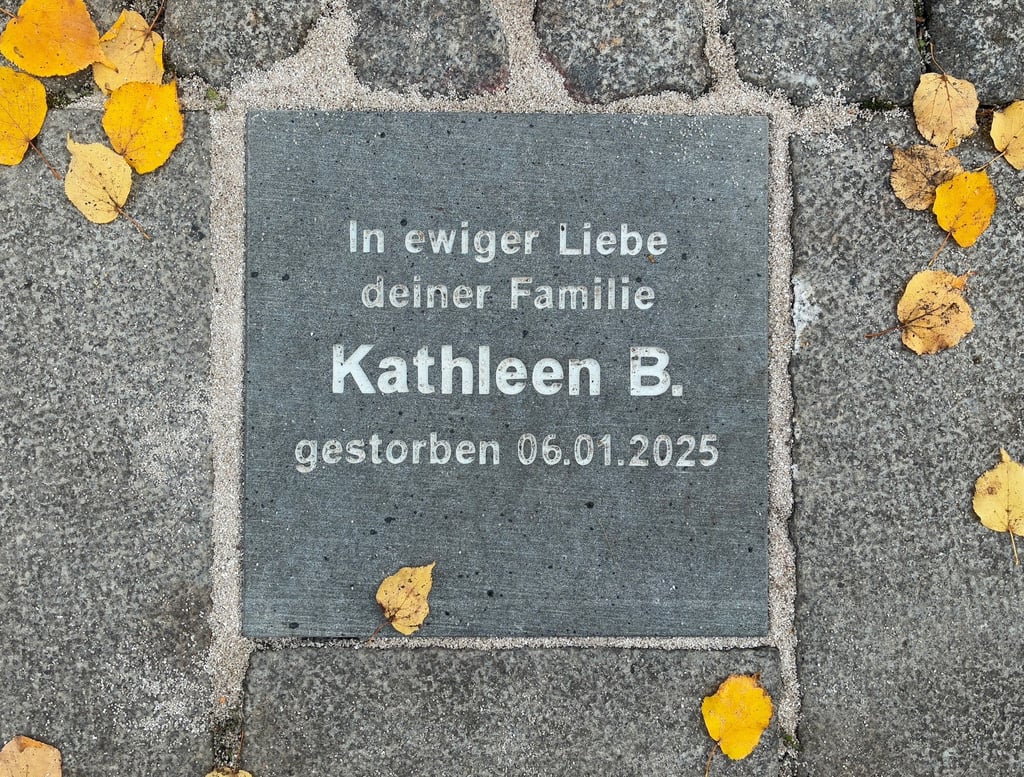 In ewiger Liebe
deiner Familie
Kathleen B.
gestorben 06.01.2025